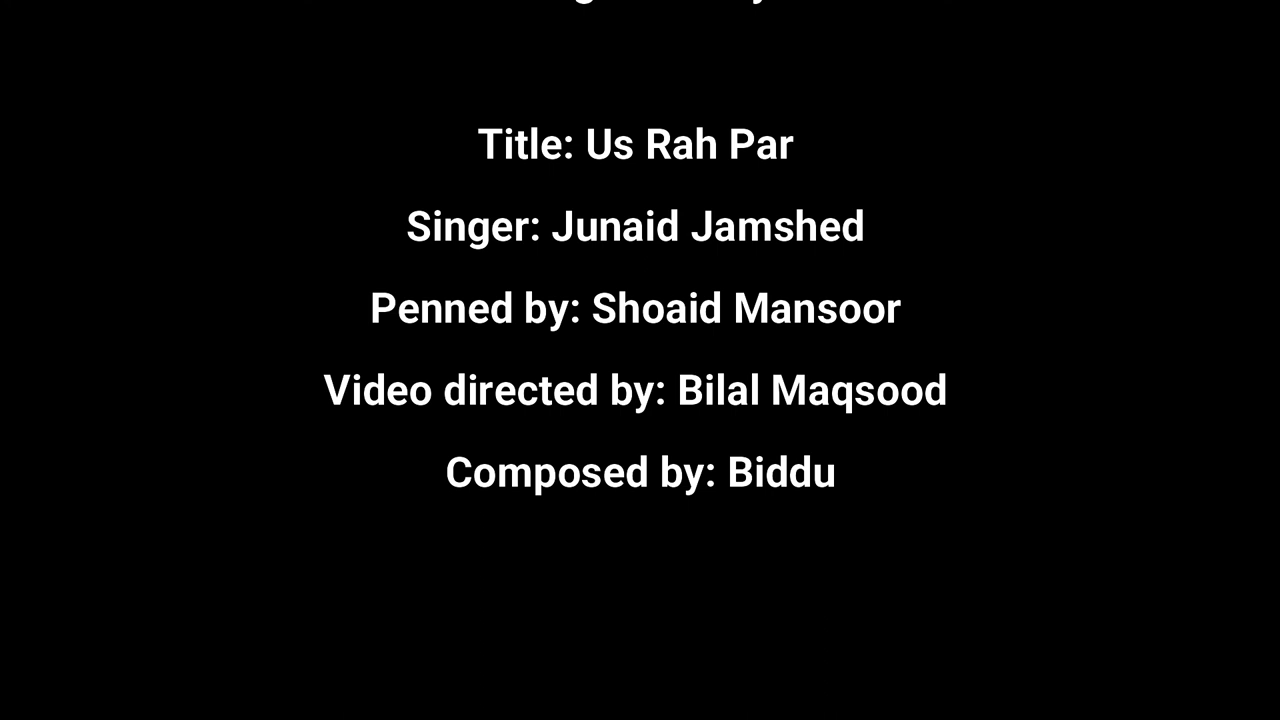 Title: Us Rah Par
Singer: Junaid Jamshed
Penned by: Shoaid Mansoor
Video directed by: Bilal Maqsood
Composed by: Biddu